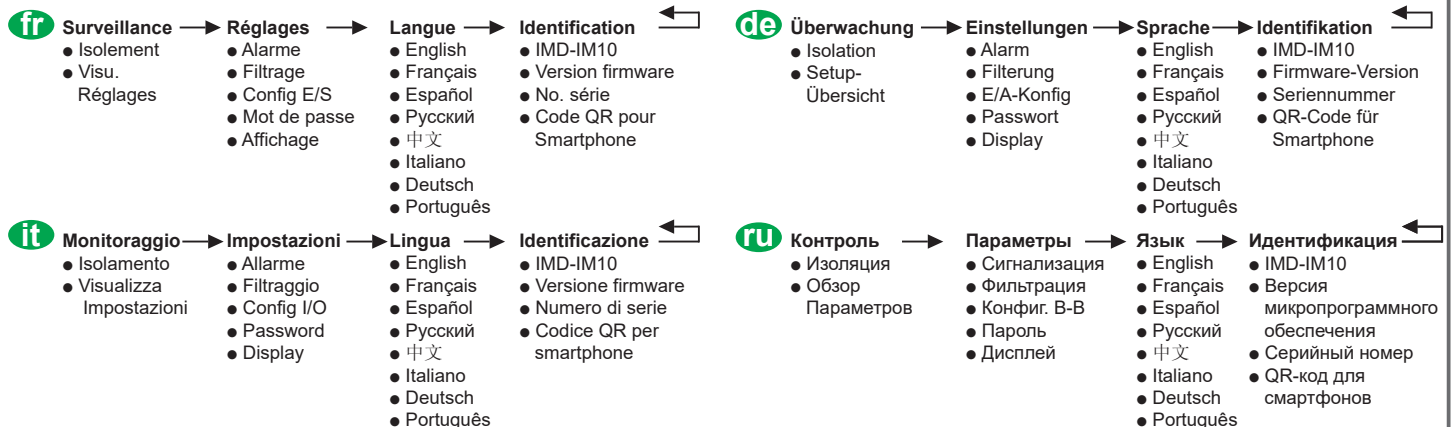 fr
Surveillance
● Isolement
● Visu.
Réglages
Réglages
● Alarme
● Filtrage
● Config E/S
● Mot de passe
● Affichage
Langue
● English
● Français
● Español
● Русский
● 中文
● Italiano
● Deutsch
● Português
Identification
● IMD-IM10
● Version firmware
● No. série
● Code QR pour
Smartphone
de
Überwachung
● Isolation
● Setup-
Übersicht
Einstellungen
● Alarm
● Filterung
● E/A-Konfig
● Passwort
● Display
Sprache
● English
● Français
● Español
● Русский
● 中文
● Italiano
● Deutsch
● Português
Identifikation
● IMD-IM10
● Firmware-Version
● Seriennummer
● QR-Code für
Smartphone
it
Monitoraggio
● Isolamento
● Visualizza
Impostazioni
Impostazioni
● Allarme
● Filtraggio
● Config I/O
● Password
● Display
Lingua
● English
● Français
● Español
● Русский
● 中文
● Italiano
● Deutsch
● Português
Identificazione
● IMD-IM10
● Versione firmware
● Numero di serie
● Codice QR per
smartphone
ru
Контроль
● Изоляция
● Обзор
Параметров
Параметры
● Сигнализация
● Фильтрация
● Конфиг. В-В
● Пароль
● Дисплей
Язык
● English
● Français
● Español
● Русский
● 中文
● Italiano
● Deutsch
● Português
Идентификация
● IMD-IM10
● Версия
микропрограммного
обеспечения
● Серийный номер
● QR-код для
смартфонов